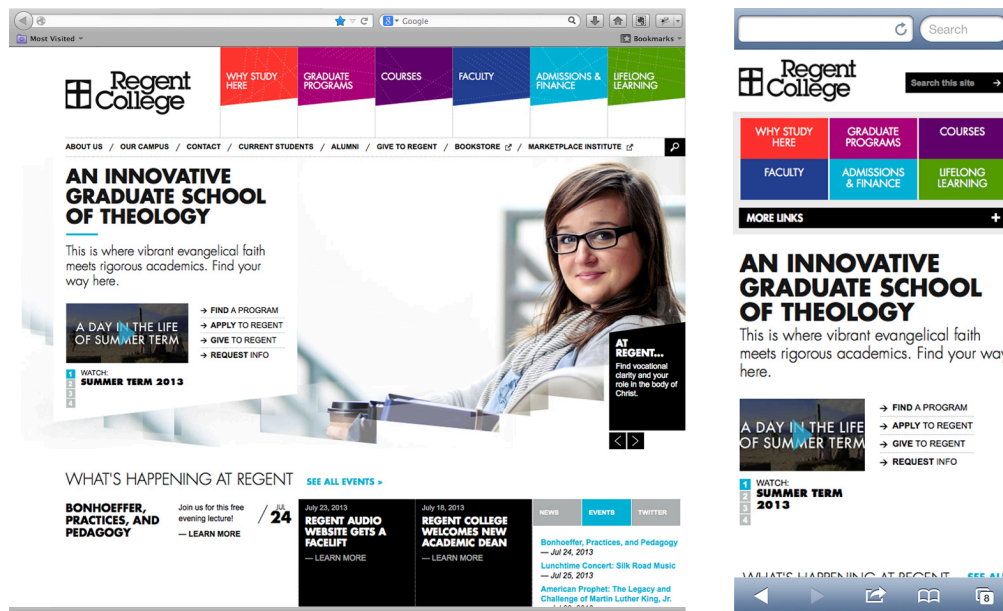 Google
Most Visited
Bookmarks
Regent
College
WHY STUDY
HERE
GRADUATE
PROGRAMS
COURSES
FACULTY
ADMISSIONS &
FINANCE
LIFELONG
LEARNING
ABOUT US / OUR CAMPUS / CONTACT / CURRENT STUDENTS / ALUMNI / GIVE TO REGENT / BOOKSTORE / MARKETPLACE INSTITUTE
AN INNOVATIVE
GRADUATE SCHOOL
OF THEOLOGY
This is where vibrant evangelical faith
meets rigorous academics. Find your
way here.
A DAY IN THE LIFE
OF SUMMER TERM
→ FIND A PROGRAM
→ APPLY TO REGENT
→ GIVE TO REGENT
→ REQUEST INFO
1 WATCH:
2 SUMMER TERM 2013
3
4
AT
REGENT...
Find vocational
clarity and your
role in the body of
Christ.
< >
WHAT'S HAPPENING AT REGENT SEE ALL EVENTS >
BONHOEFFER,
PRACTICES, AND
PEDAGOGY
Join us for this free
evening lecture!
— LEARN MORE
/ JUL
24
July 23, 2013
REGENT AUDIO
WEBSITE GETS A
FACELIFT
— LEARN MORE
July 18, 2013
REGENT COLLEGE
WELCOMES NEW
ACADEMIC DEAN
— LEARN MORE
NEWS EVENTS TWITTER
Bonhoeffer, Practices, and Pedagogy
— Jul 24, 2013
Lunchtime Concert: Silk Road Music
— Jul 25, 2013
American Prophet: The Legacy and
Challenge of Martin Luther King, Jr.
Search
Regent
College
Search this site →
WHY STUDY
HERE
GRADUATE
PROGRAMS
COURSES
FACULTY
ADMISSIONS
& FINANCE
LIFELONG
LEARNING
MORE LINKS +
AN INNOVATIVE
GRADUATE SCHOOL
OF THEOLOGY
This is where vibrant evangelical faith
meets rigorous academics. Find your way
here.
A DAY IN THE LIFE
OF SUMMER TERM
→ FIND A PROGRAM
→ APPLY TO REGENT
→ GIVE TO REGENT
→ REQUEST INFO
1 WATCH:
2 SUMMER TERM
3 2013
4
WHAT'S HAPPENING AT REGENT SEE ALL
8